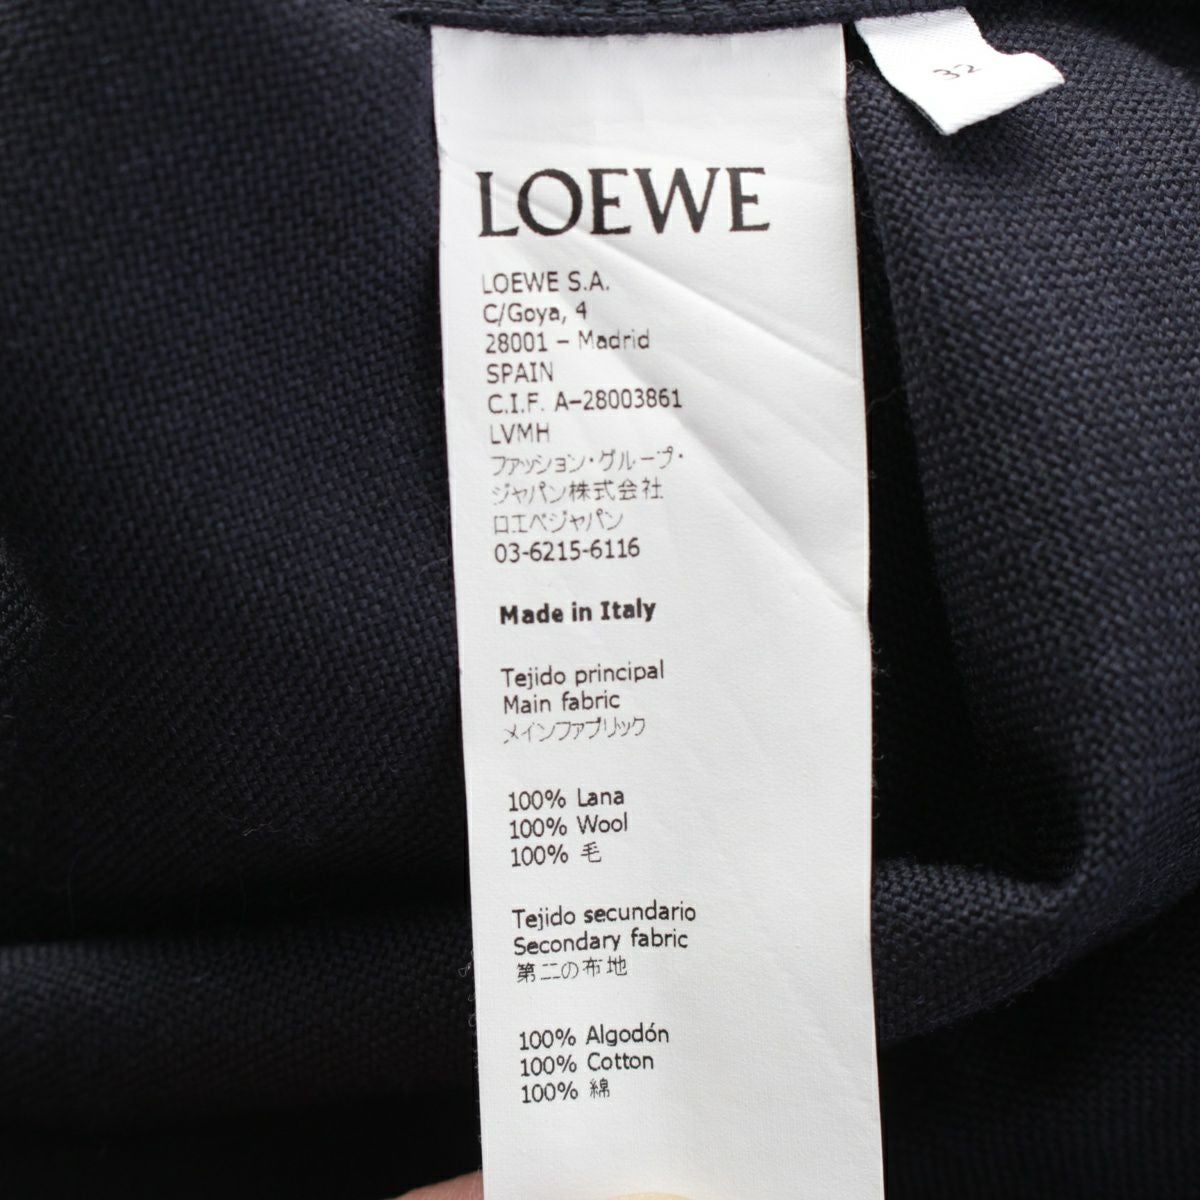 32
LOEWE
LOEWE S.A.
C/Goya, 4
28001 – Madrid
SPAIN
C.I.F. A–28003861
LVMH
ファッション・グループ・
ジャパン株式会社
ロエベジャパン
03-6215-6116
Made in Italy
Tejido principal
Main fabric
メインファブリック
100% Lana
100% Wool
100% 毛
Tejido secundario
Secondary fabric
第二の布地
100% Algodón
100% Cotton
100% 綿